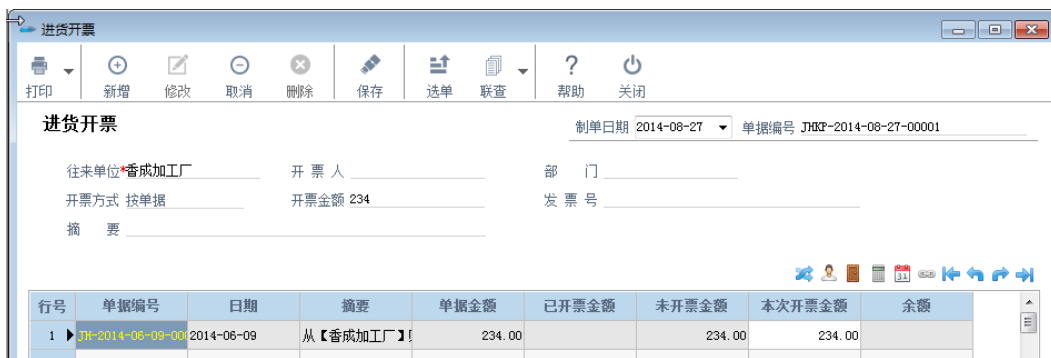 进货开票
打印 新增 修改 取消 删除 保存 选单 联查 帮助 关闭
进货开票
制单日期 2014-08-27 单据编号 JHKP-2014-08-27-00001
往来单位*香成加工厂 开票人 部门
开票方式 按单据 开票金额 234 发票号
摘要
31
行号 单据编号 日期 摘要 单据金额 已开票金额 未开票金额 本次开票金额 余额
1 JH-2014-06-09-00 2014-06-09 从【香成加工厂】 234.00 234.00 234.00